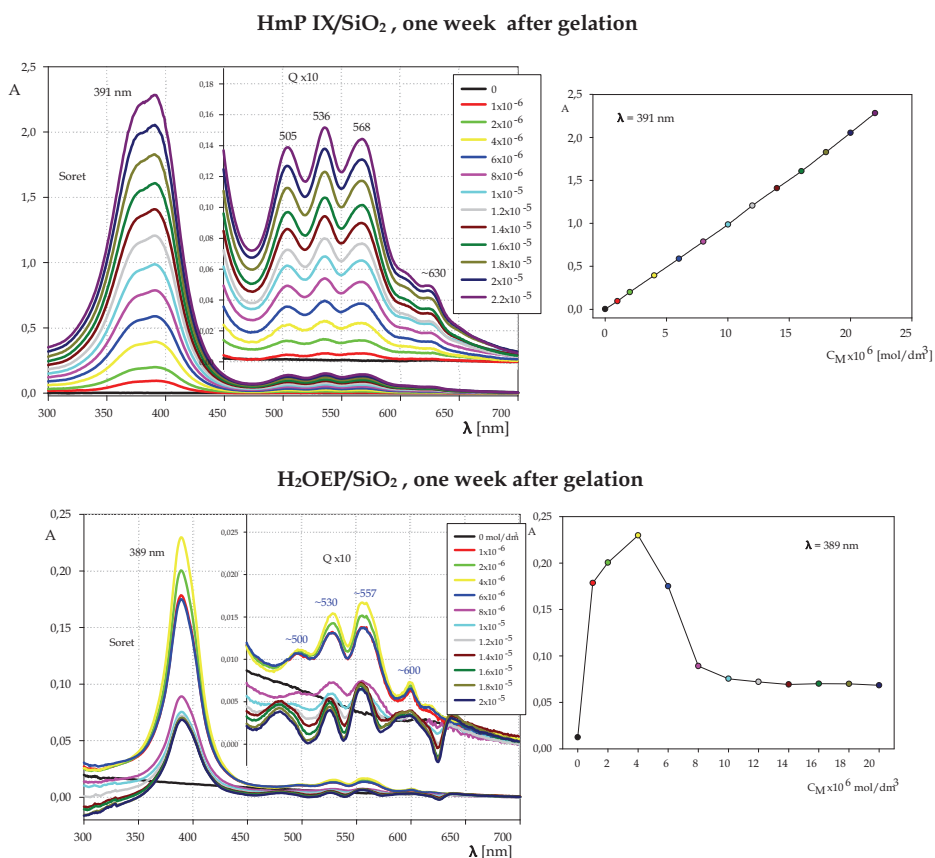 HmP IX/SiO₂ , one week after gelation
2,5
A
2,0
1,5
1,0
0,5
0,0
391 nm
Soret
300
350
400
450
500
550
600
650
700
λ [nm]
Q x10
0,18
0,16
0,14
0,12
0,10
0,08
0,06
0,04
0,02
0,00
505
536
568
~630
0
1x10⁻⁶
2x10⁻⁶
4x10⁻⁶
6x10⁻⁶
8x10⁻⁶
1x10⁻⁵
1.2x10⁻⁵
1.4x10⁻⁵
1.6x10⁻⁵
1.8x10⁻⁵
2x10⁻⁵
2.2x10⁻⁵
A
λ = 391 nm
2,5
2,0
1,5
1,0
0,5
0,0
0
5
10
15
20
25
C_M x10⁶ [mol/dm³]
H₂OEP/SiO₂ , one week after gelation
0,25
A
0,20
0,15
0,10
0,05
0,00
389 nm
Soret
300
350
400
450
500
550
600
650
700
λ [nm]
Q x10
0,025
0,020
0,015
0,010
0,005
0,000
~500
~530
~557
~600
0 mol/dm³
1x10⁻⁶
2x10⁻⁶
4x10⁻⁶
6x10⁻⁶
8x10⁻⁶
1x10⁻⁵
1.2x10⁻⁵
1.4x10⁻⁵
1.6x10⁻⁵
1.8x10⁻⁵
2x10⁻⁵
0,25
A
λ = 389 nm
0,20
0,15
0,10
0,05
0,00
0
2
4
6
8
10
12
14
16
18
20
C_M x10⁶ mol/dm³